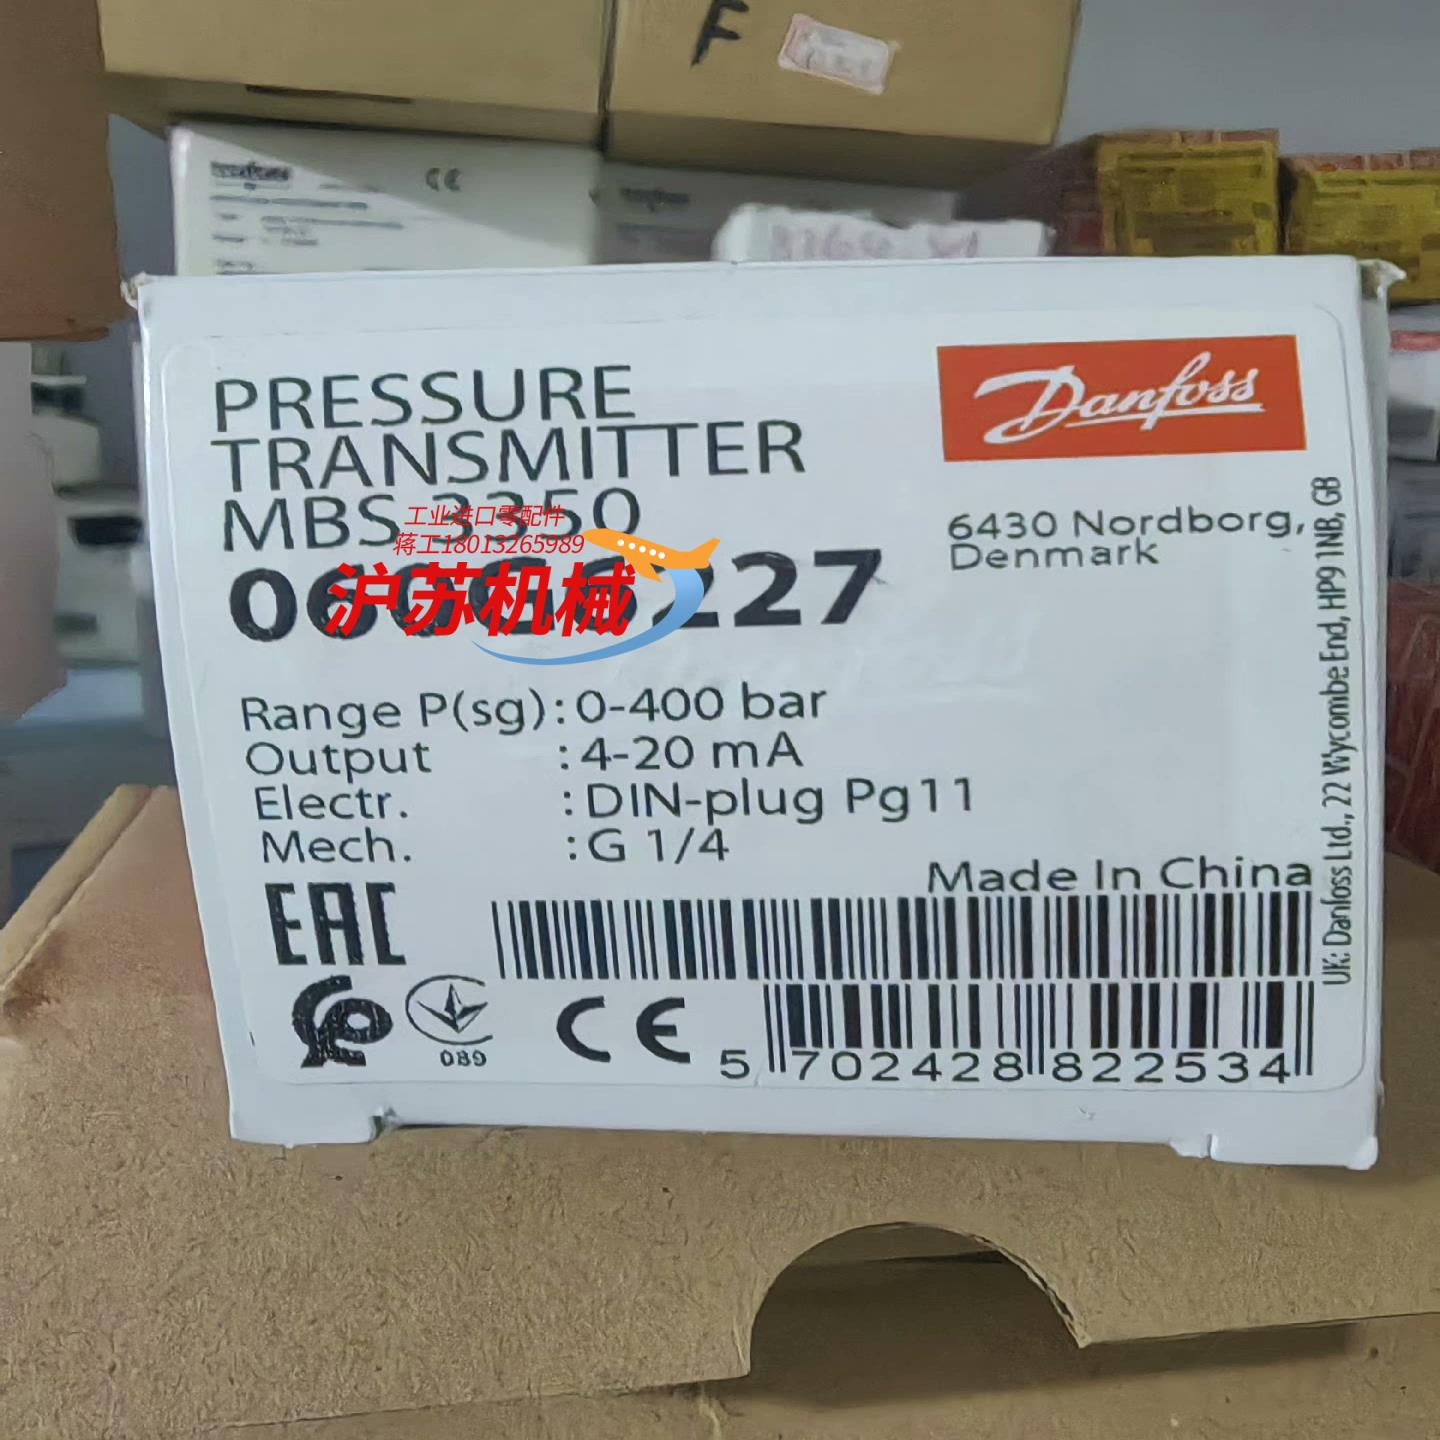 F
PRESSURE
TRANSMITTER
MBS 3350
工业进口零配件
蒋工18013265989
沪苏机械
060G6227
Danfoss
6430 Nordborg,
Denmark
UK: Danfoss Ltd., 22 Wycombe End, HP9 1NB, GB
Range P(sg): 0-400 bar
Output : 4-20 mA
Electr. : DIN-plug Pg11
Mech. : G 1/4
Made In China
EAC
089
CE
5 702428 822534
CE